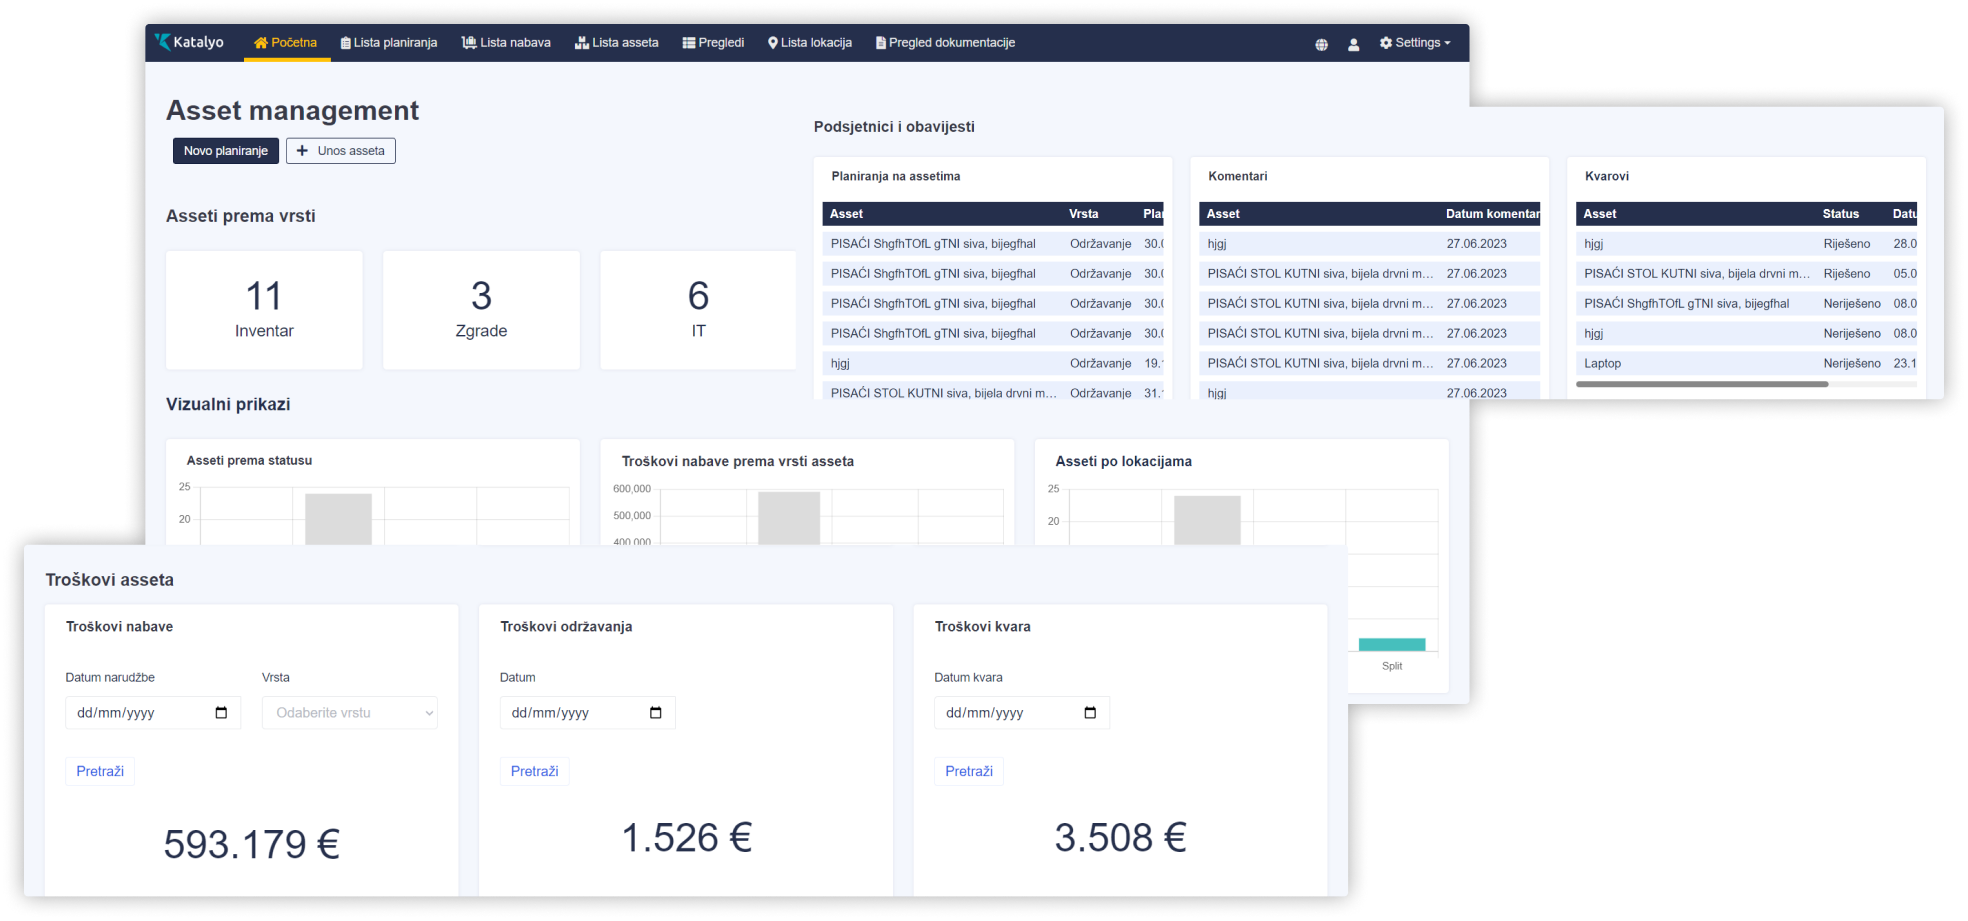 Katalyo
Početna
Lista planiranja
Lista nabava
Lista asseta
Pregledi
Lista lokacija
Pregled dokumentacije
Settings
Asset management
Novo planiranje
+ Unos asseta
Asseti prema vrsti
11
Inventar
3
Zgrade
6
IT
Podsjetnici i obavijesti
Planiranja na assetima
Asset Vrsta Plar
PISAĆI ShgfhTOfL gTNI siva, bijegfhal Održavanje 30.0
PISAĆI ShgfhTOfL gTNI siva, bijegfhal Održavanje 30.0
PISAĆI ShgfhTOfL gTNI siva, bijegfhal Održavanje 30.0
PISAĆI ShgfhTOfL gTNI siva, bijegfhal Održavanje 30.0
hjgj Održavanje 19.
PISAĆI STOL KUTNI siva, bijela drvni m... Održavanje 31.
Komentari
Asset Datum komentar
hjgj 27.06.2023
PISAĆI STOL KUTNI siva, bijela drvni m... 27.06.2023
PISAĆI STOL KUTNI siva, bijela drvni m... 27.06.2023
PISAĆI STOL KUTNI siva, bijela drvni m... 27.06.2023
PISAĆI STOL KUTNI siva, bijela drvni m... 27.06.2023
hjgj 27.06.2023
Kvarovi
Asset Status Datu
hjgj Riješeno 28.0
PISAĆI STOL KUTNI siva, bijela drvni m... Riješeno 05.0
PISAĆI ShgfhTOfL gTNI siva, bijegfhal Neriješeno 08.0
hjgj Neriješeno 08.0
Laptop Neriješeno 23.1
Vizualni prikazi
Asseti prema statusu
25
20
Troškovi nabave prema vrsti asseta
600,000
500,000
400,000
Asseti po lokacijama
25
20
Split
Troškovi asseta
Troškovi nabave
Datum narudžbe Vrsta
dd/mm/yyyy Odaberite vrstu
Pretraži
593.179 €
Troškovi održavanja
Datum
dd/mm/yyyy
Pretraži
1.526 €
Troškovi kvara
Datum kvara
dd/mm/yyyy
Pretraži
3.508 €